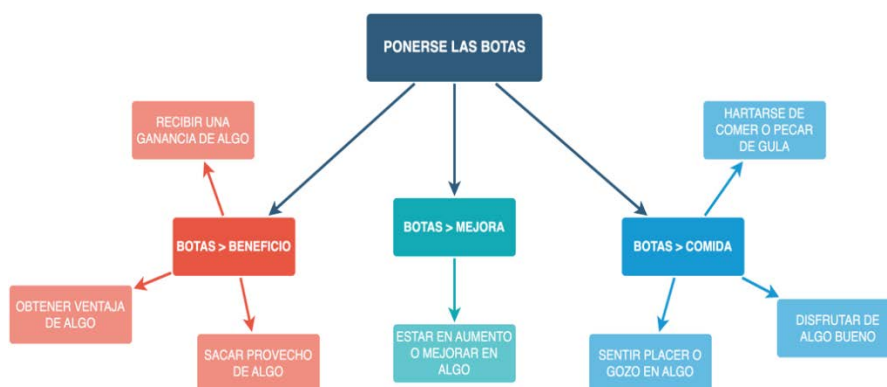 PONERSE LAS BOTAS
RECIBIR UNA
GANANCIA DE ALGO
HARTARSE DE
COMER O PECAR
DE GULA
BOTAS > BENEFICIO
BOTAS > MEJORA
BOTAS > COMIDA
OBTENER VENTAJA
DE ALGO
SACAR PROVECHO
DE ALGO
ESTAR EN AUMENTO
O MEJORAR EN
ALGO
SENTIR PLACER O
GOZO EN ALGO
DISFRUTAR DE
ALGO BUENO